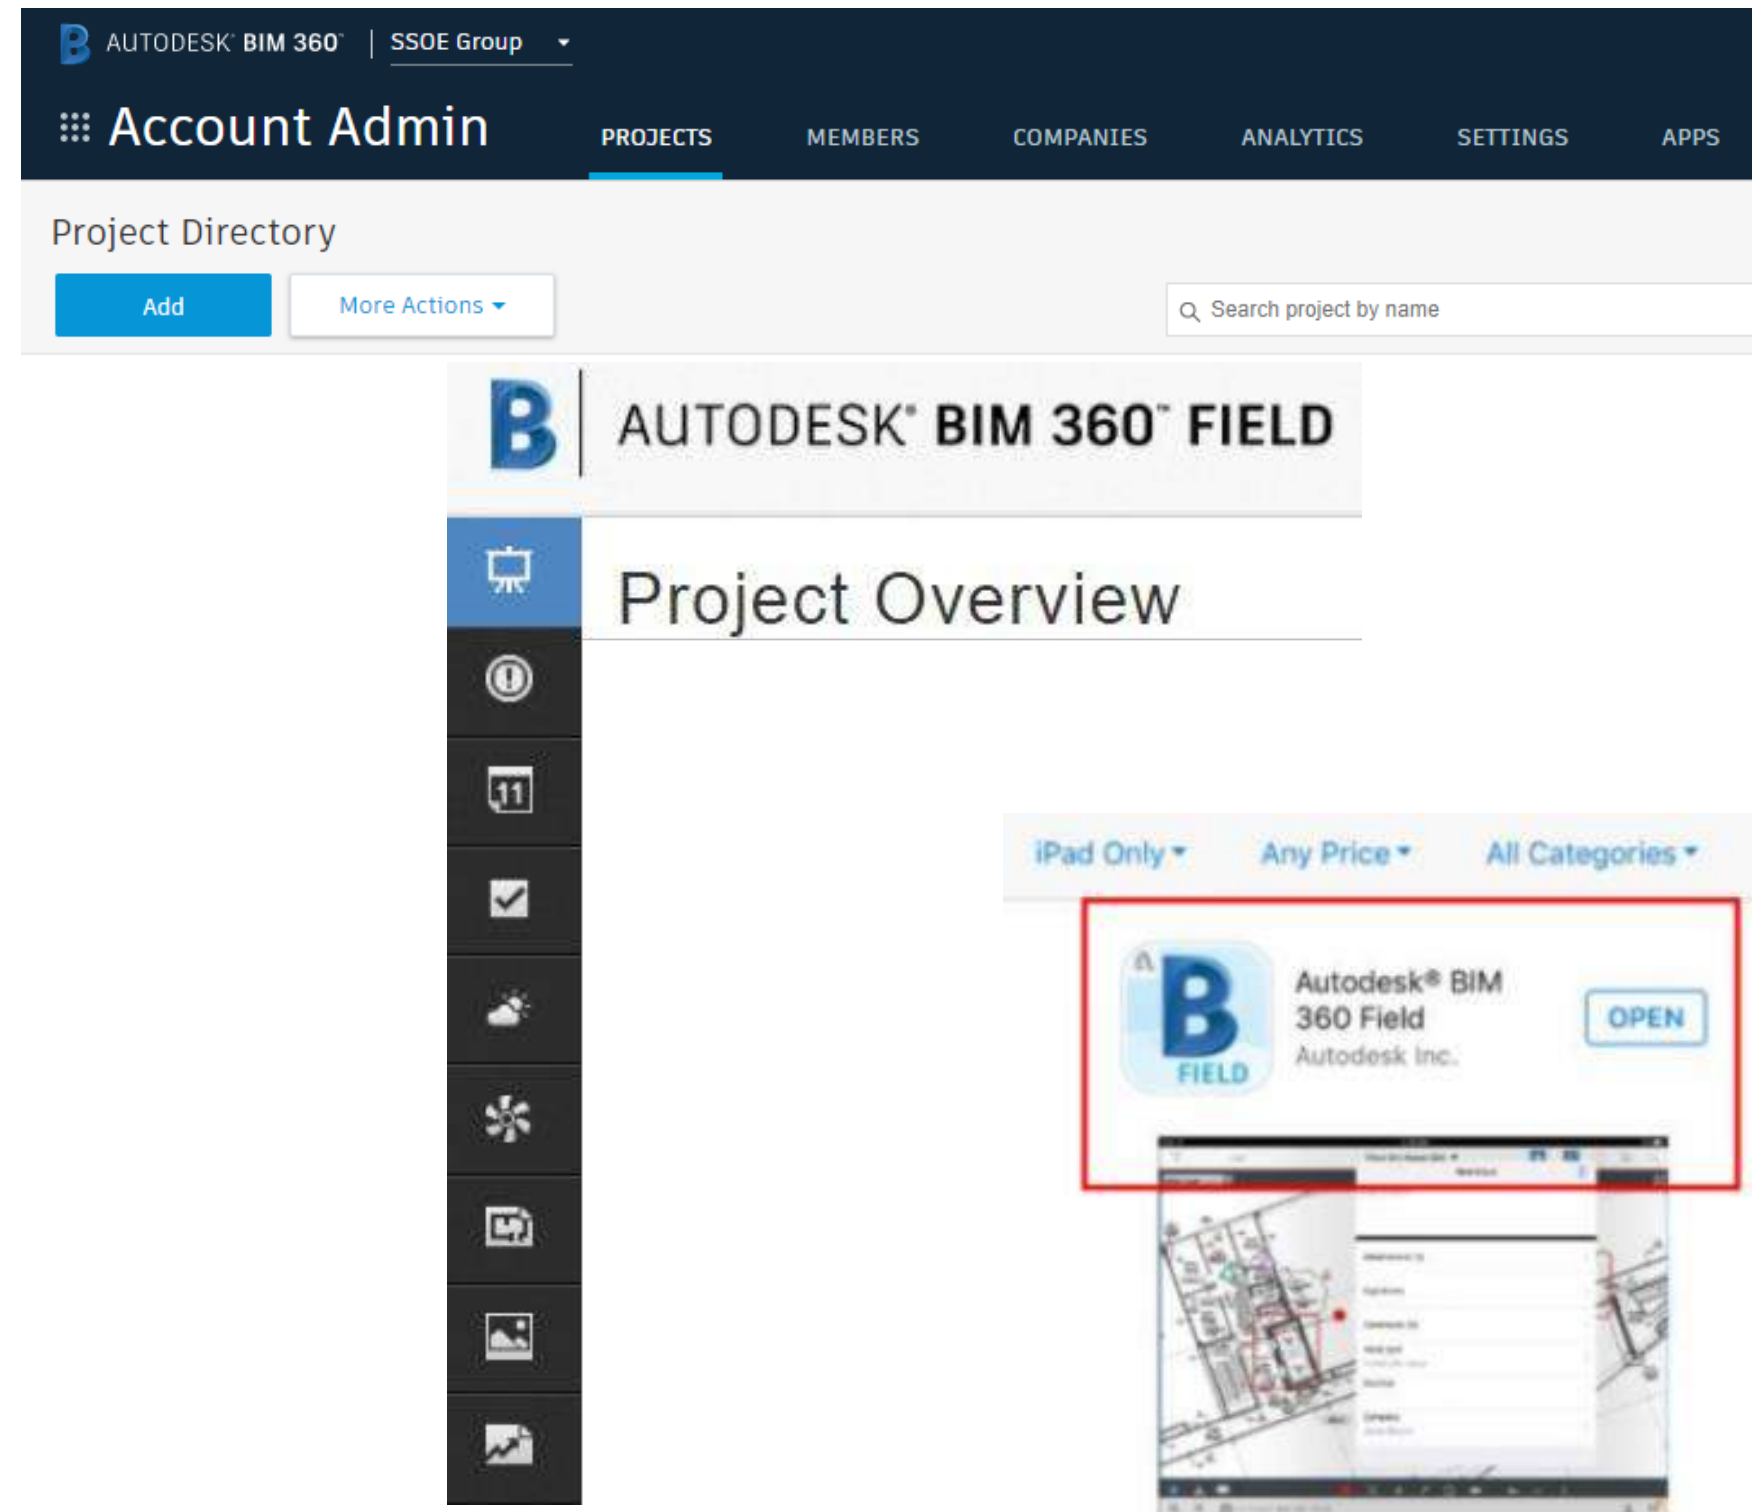 AUTODESK® BIM 360™ | SSOE Group
Account Admin PROJECTS MEMBERS COMPANIES ANALYTICS SETTINGS APPS
Project Directory
Add More Actions Search project by name
AUTODESK® BIM 360™ FIELD
Project Overview
11
iPad Only Any Price All Categories
Autodesk® BIM
360 Field
OPEN
Autodesk Inc.
FIELD